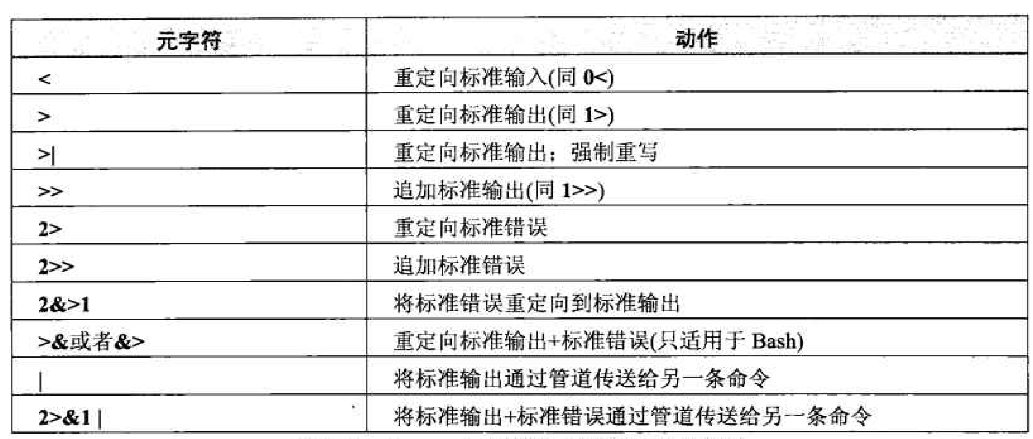 元字符 动作
< 重定向标准输入(同 0<)
> 重定向标准输出(同 1>)
>| 重定向标准输出；强制重写
>> 追加标准输出(同 1>>)
2> 重定向标准错误
2>> 追加标准错误
2&>1 将标准错误重定向到标准输出
>&或者&> 重定向标准输出+标准错误(只适用于 Bash)
| 将标准输出通过管道传送给另一条命令
2>&1 | 将标准输出+标准错误通过管道传送给另一条命令